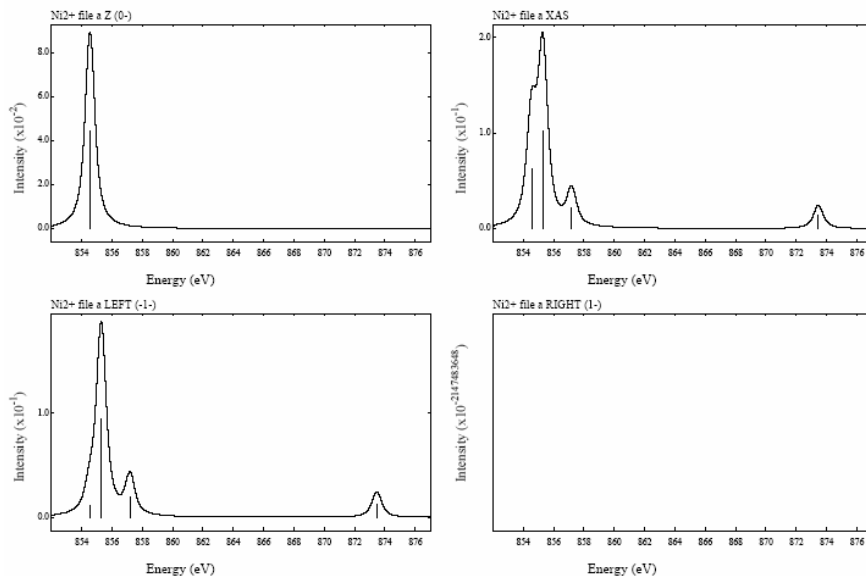 Ni2+ file a Z (0-)
Intensity (x10-2)
8.0
6.0
4.0
2.0
0.0
854 856 858 860 862 864 866 868 870 872 874 876
Energy (eV)
Ni2+ file a XAS
Intensity (x10-1)
2.0
1.0
0.0
854 856 858 860 862 864 866 868 870 872 874 876
Energy (eV)
Ni2+ file a LEFT (-1-)
Intensity (x10-1)
1.0
0.0
854 856 858 860 862 864 866 868 870 872 874 876
Energy (eV)
Ni2+ file a RIGHT (1-)
Intensity (x10-2147483648)
854 856 858 860 862 864 866 868 870 872 874 876
Energy (eV)